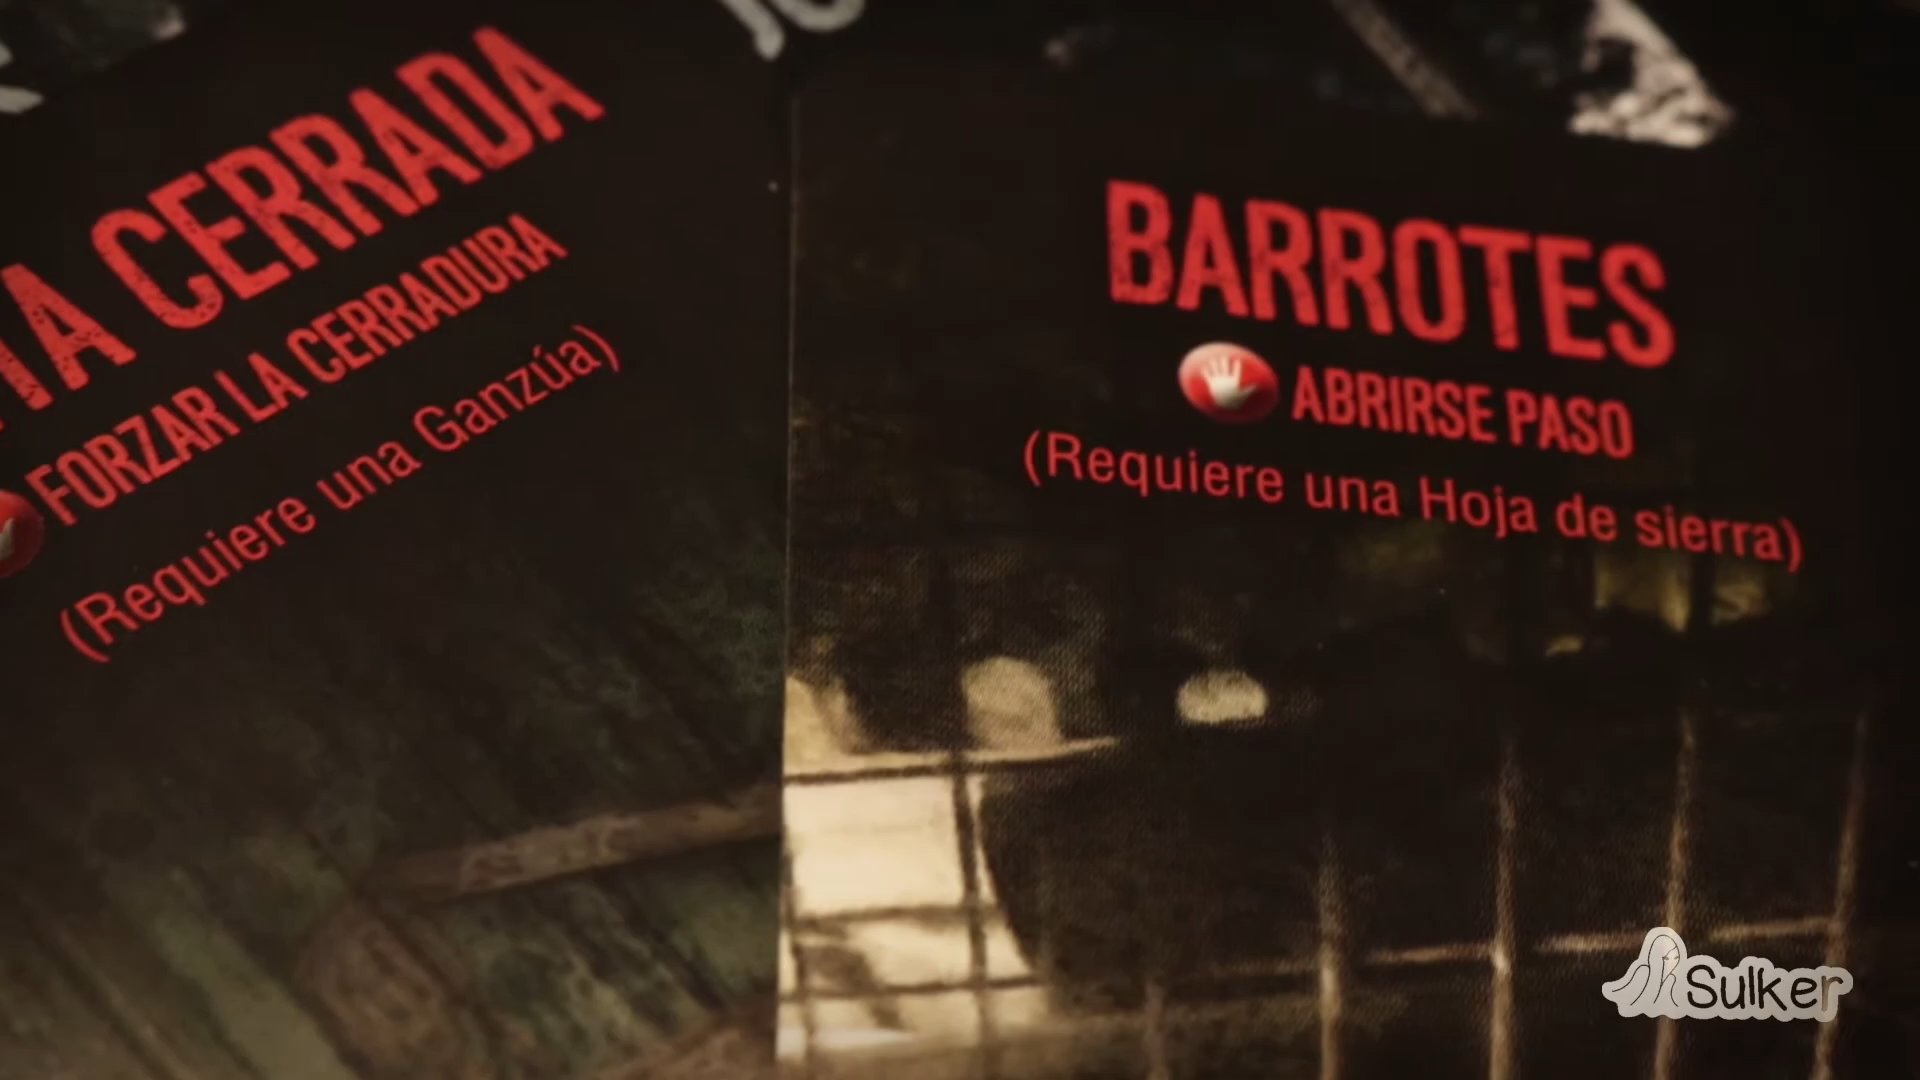 CERRADA
FORZAR LA CERRADURA
(Requiere una Ganzúa)
BARROTES
ABRIRSE PASO
(Requiere una Hoja de sierra)
Sulker